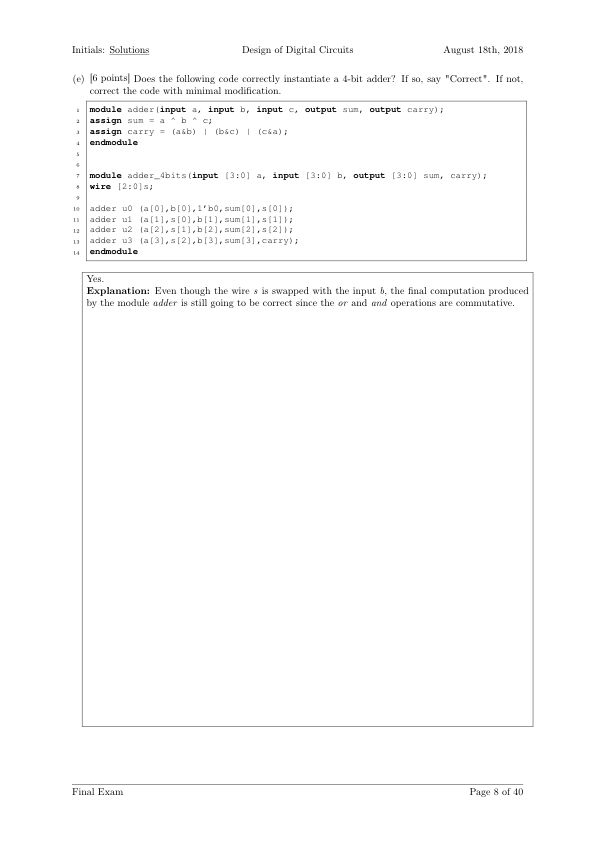 Initials: Solutions Design of Digital Circuits August 18th, 2018
(e) [6 points] Does the following code correctly instantiate a 4-bit adder? If so, say "Correct". If not,
correct the code with minimal modification.
1 module adder(input a, input b, input c, output sum, output carry);
2 assign sum = a ^ b ^ c;
3 assign carry = (a&b) | (b&c) | (c&a);
4 endmodule
5
6
7 module adder_4bits(input [3:0] a, input [3:0] b, output [3:0] sum, carry);
8 wire [2:0]s;
9
10 adder u0 (a[0],b[0],1'b0,sum[0],s[0]);
11 adder u1 (a[1],s[0],b[1],sum[1],s[1]);
12 adder u2 (a[2],s[1],b[2],sum[2],s[2]);
13 adder u3 (a[3],s[2],b[3],sum[3],carry);
14 endmodule
Yes.
Explanation: Even though the wire s is swapped with the input b, the final computation produced
by the module adder is still going to be correct since the or and and operations are commutative.
Final Exam Page 8 of 40